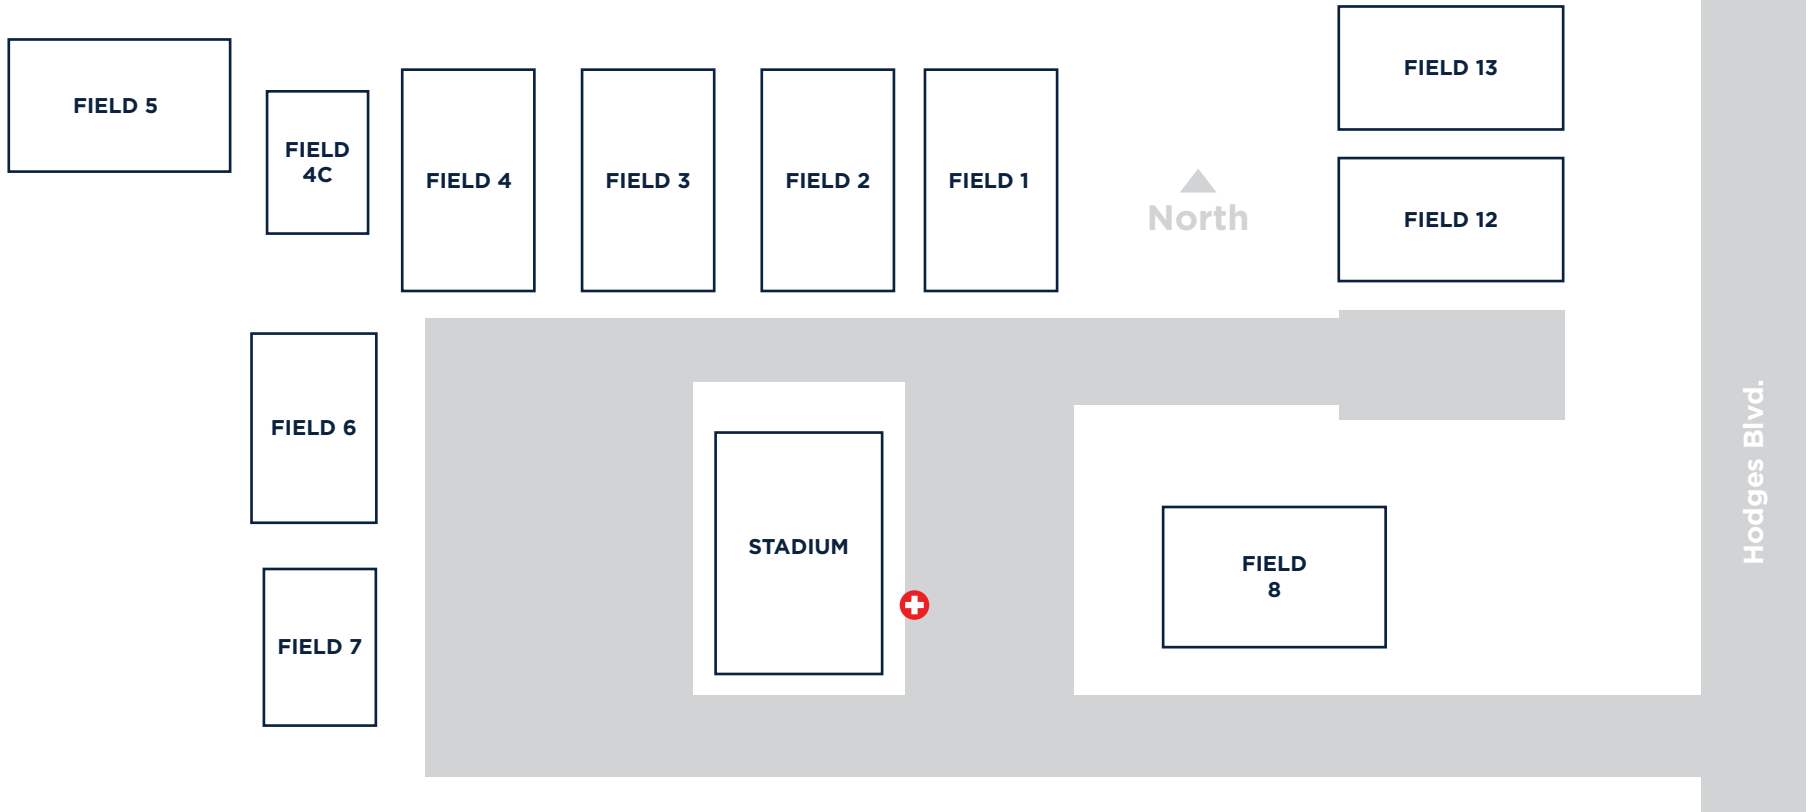 FIELD 13
FIELD 5
FIELD
4C
FIELD 4
FIELD 3
FIELD 2
FIELD 1
North
FIELD 12
FIELD 6
STADIUM
FIELD
8
Hodges Blvd.
FIELD 7